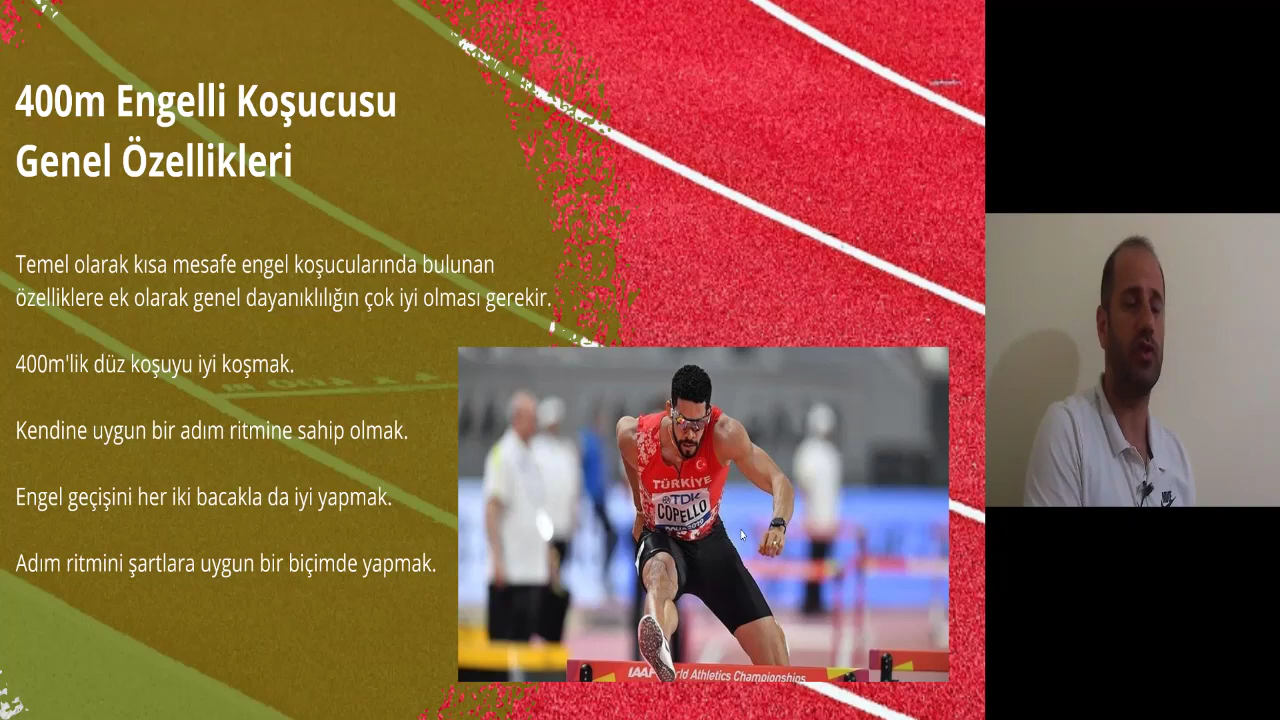 400m Engelli Koşucusu
Genel Özellikleri
Temel olarak kısa mesafe engel koşucularında bulunan
özelliklere ek olarak genel dayanıklılığın çok iyi olması gerekir.
400m'lik düz koşuyu iyi koşmak.
Kendine uygun bir adım ritmine sahip olmak.
Engel geçişini her iki bacakla da iyi yapmak.
Adım ritmini şartlara uygun bir biçimde yapmak.
TÜRKİYE
TDK
COPELLO
DOHA 2019
IAAF World Athletics Championships
NIKE